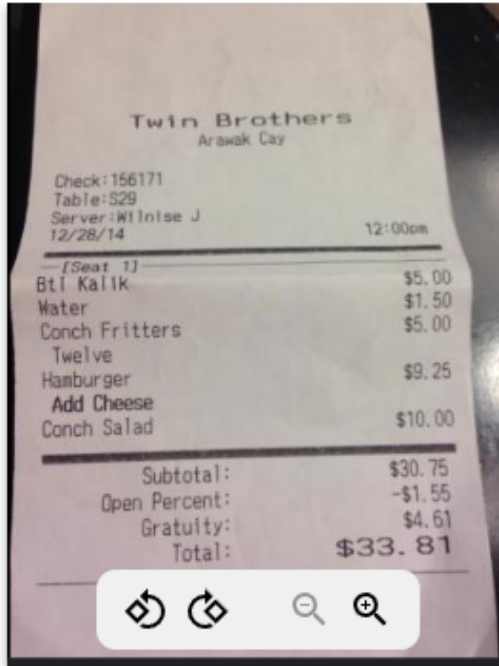 Twin Brothers
Arawak Cay
Check:156171
Table:S29
Server:Wilnise J
12/28/14 12:00pm
[Seat 1]
Btl Kalik $5.00
Water $1.50
Conch Fritters $5.00
Twelve
Hamburger $9.25
Add Cheese
Conch Salad $10.00
Subtotal: $30.75
Open Percent: -$1.55
Gratuity: $4.61
Total: $33.81